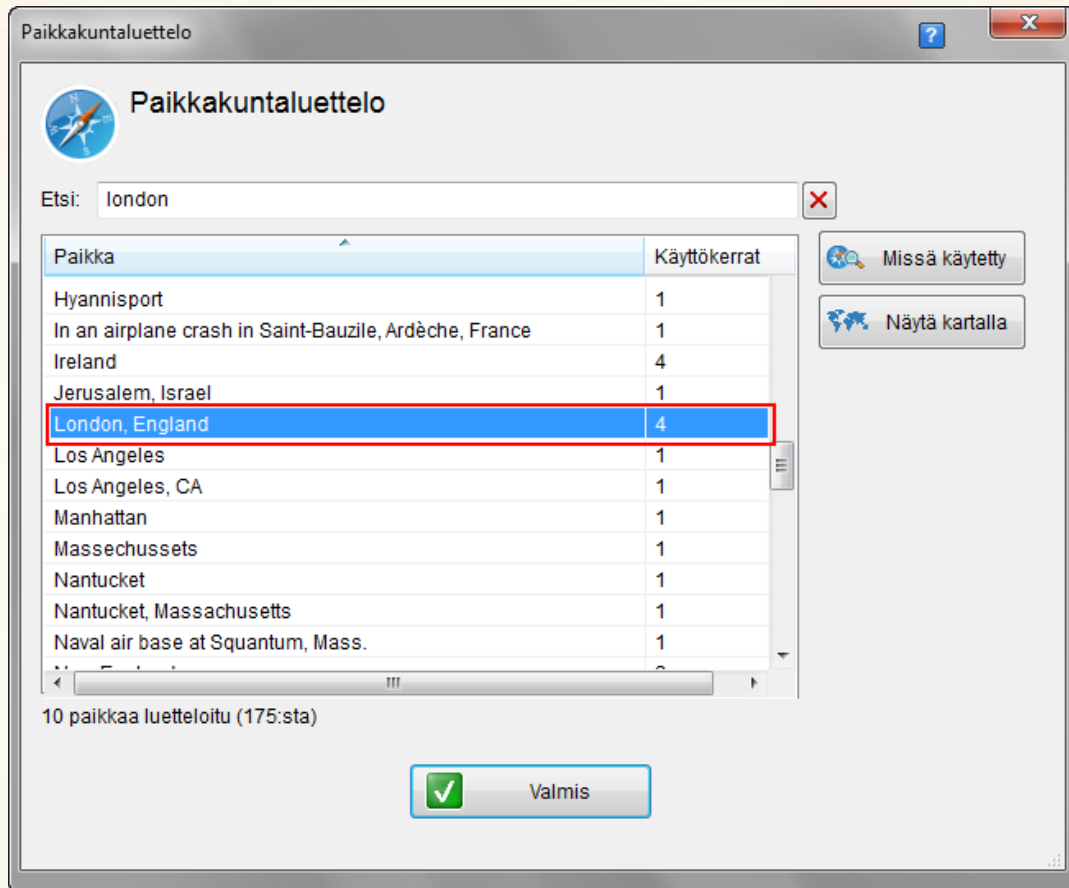 Paikkakuntaluettelo
Paikkakuntaluettelo
Etsi: london
Paikka Käyttökerrat
Missä käytetty
Hyannisport 1
In an airplane crash in Saint-Bauzile, Ardèche, France 1
Näytä kartalla
Ireland 4
Jerusalem, Israel 1
London, England 4
Los Angeles 1
Los Angeles, CA 1
Manhattan 1
Massechussets 1
Nantucket 1
Nantucket, Massachusetts 1
Naval air base at Squantum, Mass. 1
10 paikkaa luetteloitu (175:sta)
Valmis